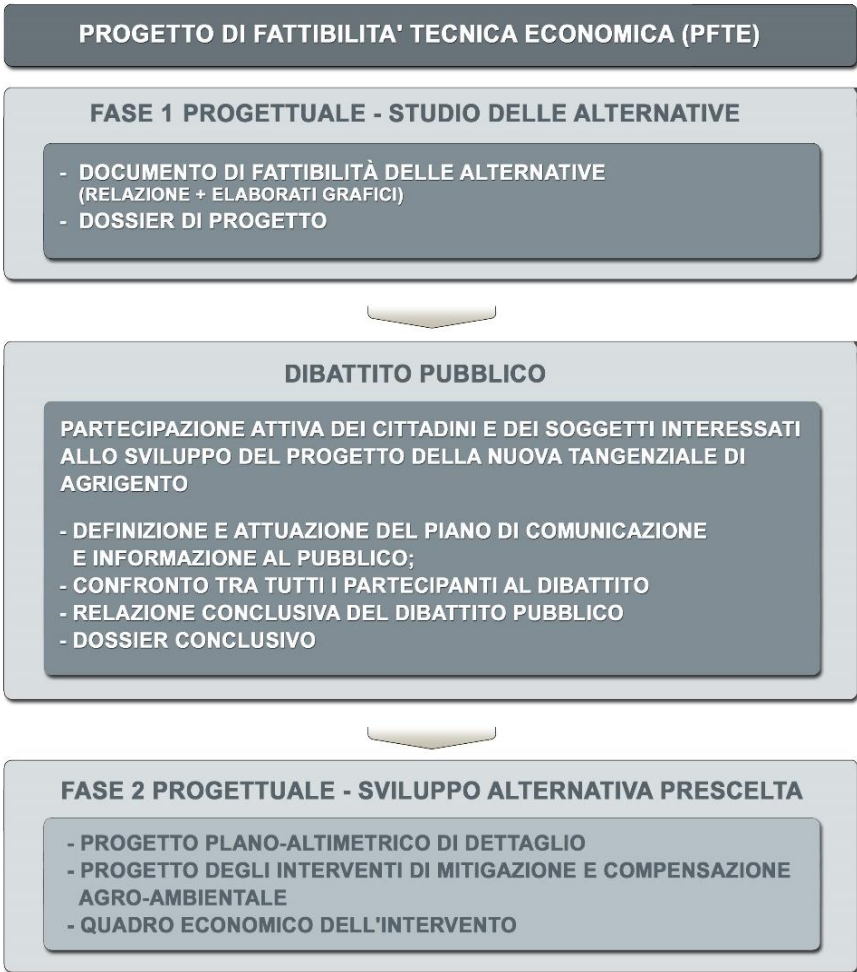 PROGETTO DI FATTIBILITA' TECNICA ECONOMICA (PFTE)
FASE 1 PROGETTUALE - STUDIO DELLE ALTERNATIVE
- DOCUMENTO DI FATTIBILITÀ DELLE ALTERNATIVE
(RELAZIONE + ELABORATI GRAFICI)
- DOSSIER DI PROGETTO
DIBATTITO PUBBLICO
PARTECIPAZIONE ATTIVA DEI CITTADINI E DEI SOGGETTI INTERESSATI
ALLO SVILUPPO DEL PROGETTO DELLA NUOVA TANGENZIALE DI
AGRIGENTO
- DEFINIZIONE E ATTUAZIONE DEL PIANO DI COMUNICAZIONE
E INFORMAZIONE AL PUBBLICO;
- CONFRONTO TRA TUTTI I PARTECIPANTI AL DIBATTITO
- RELAZIONE CONCLUSIVA DEL DIBATTITO PUBBLICO
- DOSSIER CONCLUSIVO
FASE 2 PROGETTUALE - SVILUPPO ALTERNATIVA PRESCELTA
- PROGETTO PLANO-ALTIMETRICO DI DETTAGLIO
- PROGETTO DEGLI INTERVENTI DI MITIGAZIONE E COMPENSAZIONE
AGRO-AMBIENTALE
- QUADRO ECONOMICO DELL'INTERVENTO